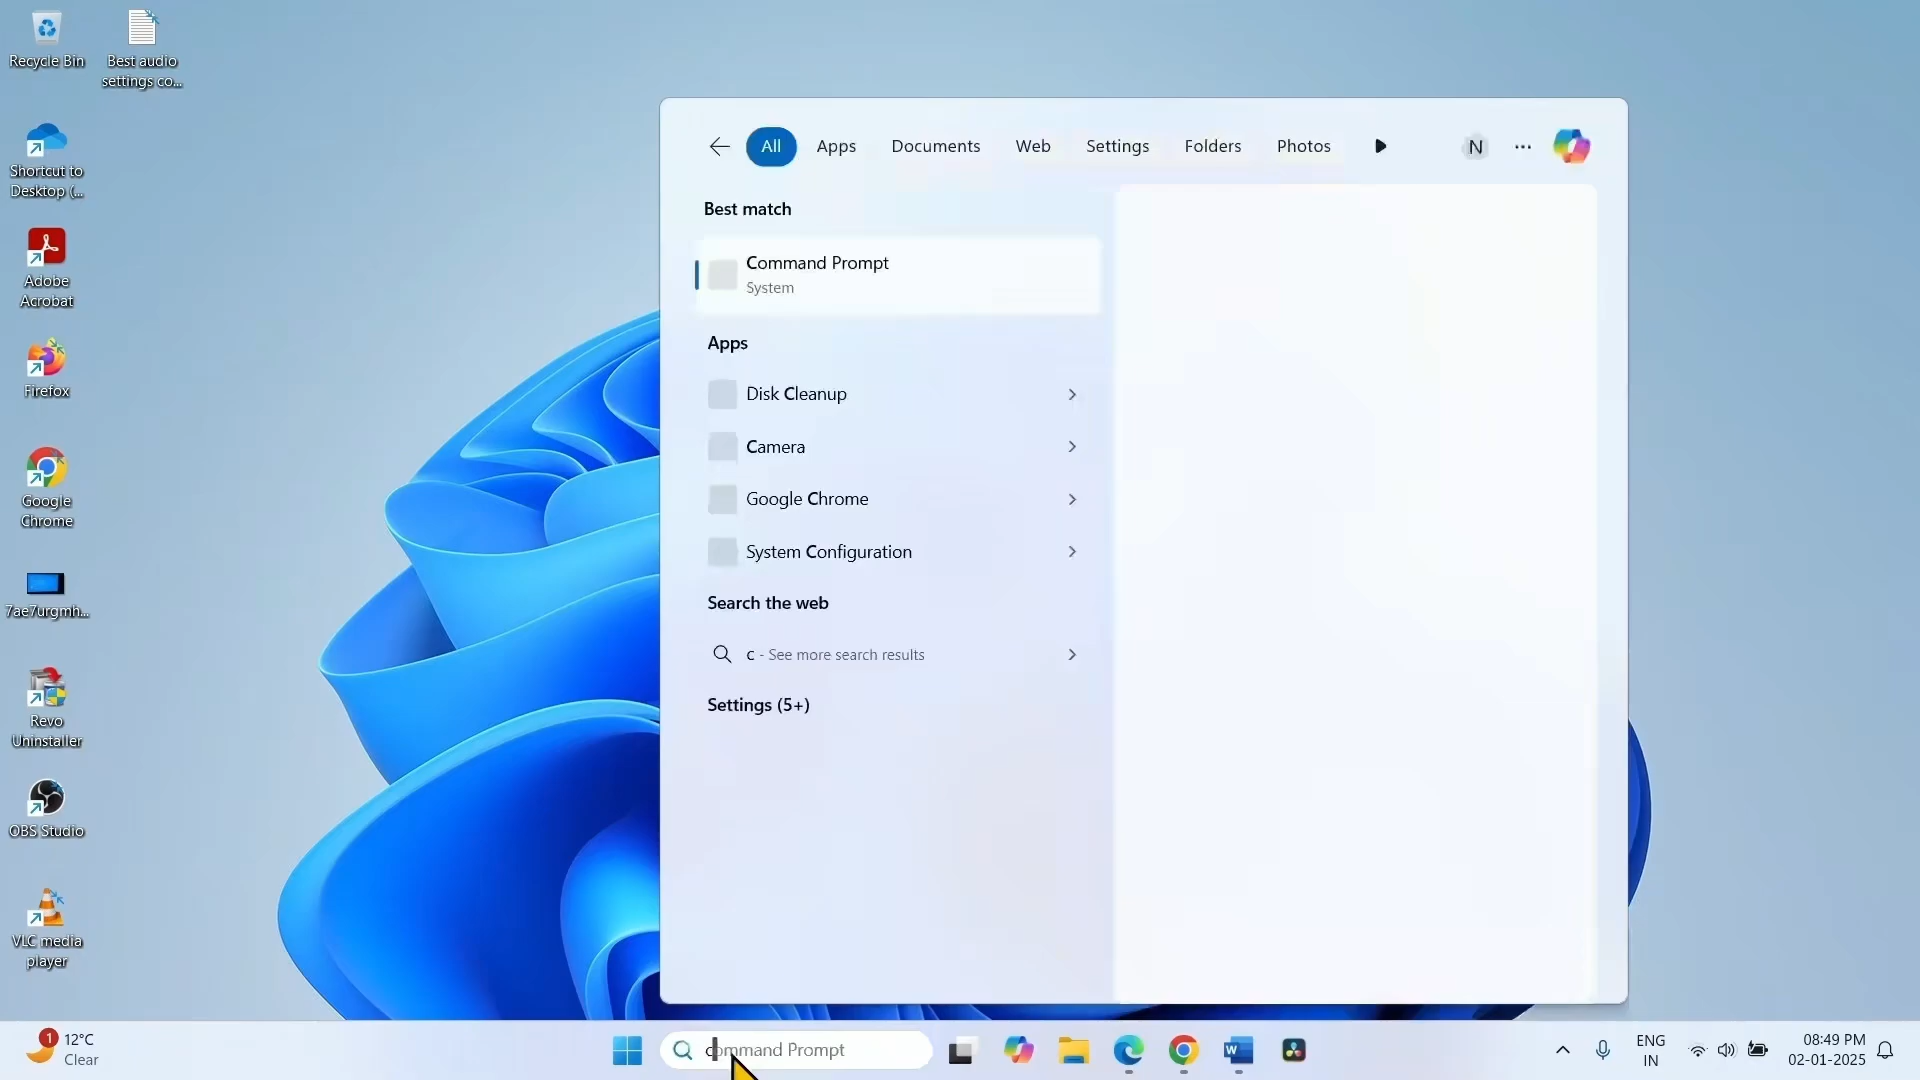 Recycle Bin
Best audio
settings co...
Shortcut to
Desktop (...
Adobe
Acrobat
Firefox
Google
Chrome
7ae7urgmh...
Revo
Uninstaller
OBS Studio
VLC media
player
All
Apps
Documents
Web
Settings
Folders
Photos
N
Best match
Command Prompt
System
Apps
Disk Cleanup
Camera
Google Chrome
System Configuration
Search the web
c - See more search results
Settings (5+)
1
12°C
Clear
command Prompt
W
ENG
IN
08:49 PM
02-01-2025